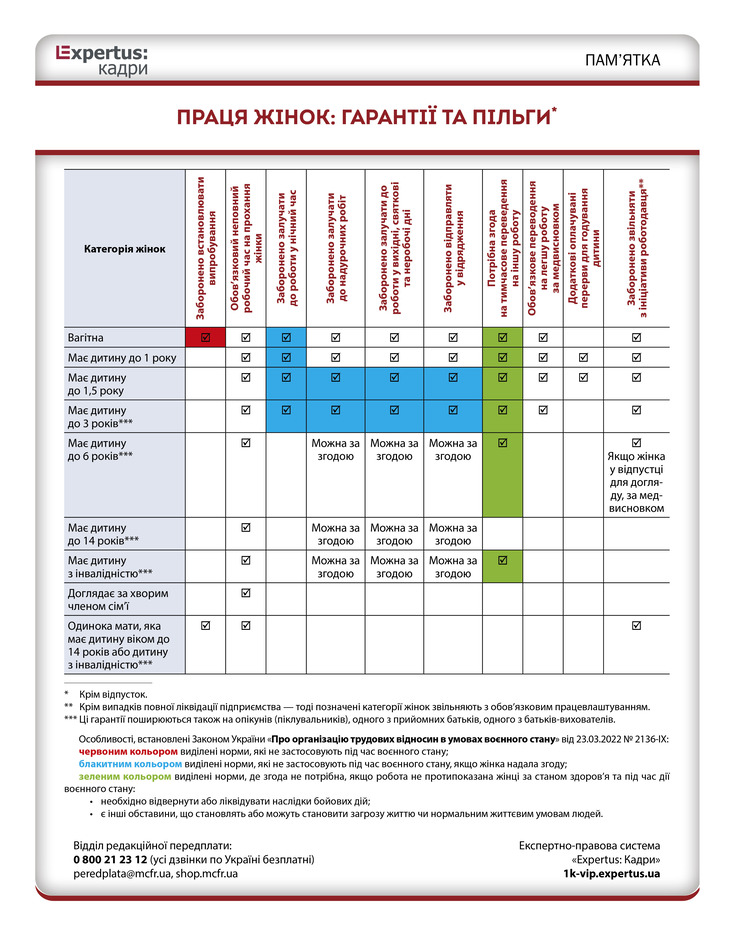 Expertus:
кадри
ПАМ’ЯТКА
ПРАЦЯ ЖІНОК: ГАРАНТІЇ ТА ПІЛЬГИ*
Категорія жінок
Заборонено встановлювати
випробування
Обов’язковий неповний
робочий час на прохання
жінки
Заборонено залучати
до роботи у нічний час
Заборонено залучати
до надурочних робіт
Заборонено залучати до
роботи у вихідні, святкові
та неробочі дні
Заборонено відправляти
у відрядження
Потрібна згода
на тимчасове переведення
на іншу роботу
Обов’язкове переводення
на легшу роботу
за медвисновком
Додаткові оплачувані
перерви для годування
дитини
Заборонено звільняти
з ініціативи роботодавця**
Вагітна ☑ ☑ ☑ ☑ ☑ ☑ ☑ ☑ ☑
Має дитину до 1 року ☑ ☑ ☑ ☑ ☑ ☑ ☑ ☑ ☑
Має дитину ☑ ☑ ☑ ☑ ☑ ☑ ☑ ☑ ☑
до 1,5 року
Має дитину ☑ ☑ ☑ ☑ ☑ ☑ ☑ ☑
до 3 років***
Має дитину ☑ Можна за Можна за Можна за ☑ ☑
до 6 років*** згодою згодою згодою Якщо жінка
у відпустці
для догля-
ду, за мед-
висновком
Має дитину ☑ Можна за Можна за Можна за
до 14 років*** згодою згодою згодою
Має дитину ☑ Можна за Можна за Можна за ☑
з інвалідністю*** згодою згодою згодою
Доглядає за хворим ☑
членом сім’ї
Одинока мати, яка ☑ ☑ ☑
має дитину віком до
14 років або дитину
з інвалідністю***
* Крім відпусток.
** Крім випадків повної ліквідації підприємства — тоді позначені категорії жінок звільняють з обов’язковим працевлаштуванням.
*** Ці гарантії поширюються також на опікунів (піклувальників), одного з прийомних батьків, одного з батьків-вихователів.
Особливості, встановлені Законом України «Про організацію трудових відносин в умовах воєнного стану» від 23.03.2022 № 2136-IX:
червоним кольором виділені норми, які не застосовують під час воєнного стану;
блакитним кольором виділені норми, які не застосовують під час воєнного стану, якщо жінка надала згоду;
зеленим кольором виділені норми, де згода не потрібна, якщо робота не протипоказана жінці за станом здоров’я та під час дії
воєнного стану:
• необхідно відвернути або ліквідувати наслідки бойових дій;
• є інші обставини, що становлять або можуть становити загрозу життю чи нормальним життєвим умовам людей.
Відділ редакційної передплати:
0 800 21 23 12 (усі дзвінки по Україні безплатні)
peredplata@mcfr.ua, shop.mcfr.ua
Експертно-правова система
«Expertus: Кадри»
1k-vip.expertus.ua